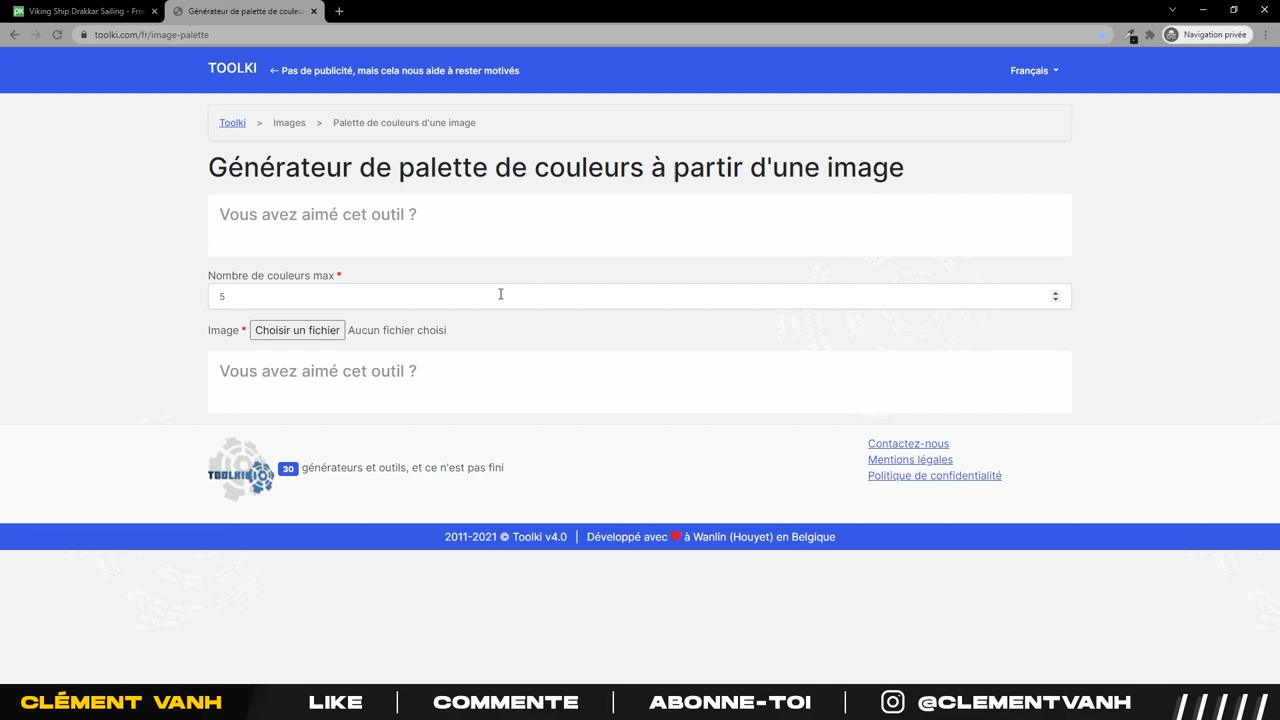 Viking Ship Drakkar Sailing - Fre
Générateur de palette de couleu
toolki.com/fr/image-palette
Navigation privée
TOOLKI
← Pas de publicité, mais cela nous aide à rester motivés
Français
Toolki > Images > Palette de couleurs d'une image
Générateur de palette de couleurs à partir d'une image
Vous avez aimé cet outil ?
Nombre de couleurs max *
5
Image * Choisir un fichier Aucun fichier choisi
Vous avez aimé cet outil ?
TOOLKI
30 générateurs et outils, et ce n'est pas fini
Contactez-nous
Mentions légales
Politique de confidentialité
2011-2021 © Toolki v4.0 | Développé avec ❤ à Wanlin (Houyet) en Belgique
CLÉMENT VANH
LIKE
COMMENTE
ABONNE-TOI
@CLEMENTVANH